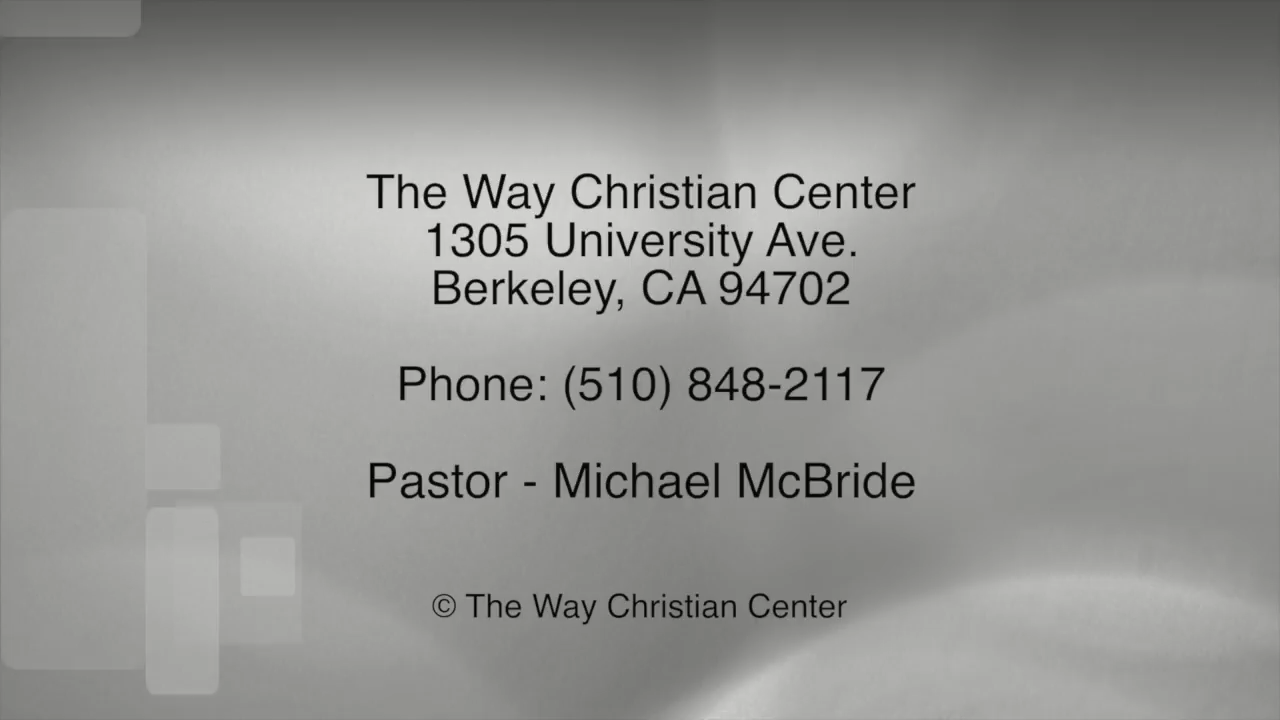 The Way Christian Center
1305 University Ave.
Berkeley, CA 94702
Phone: (510) 848-2117
Pastor - Michael McBride
© The Way Christian Center